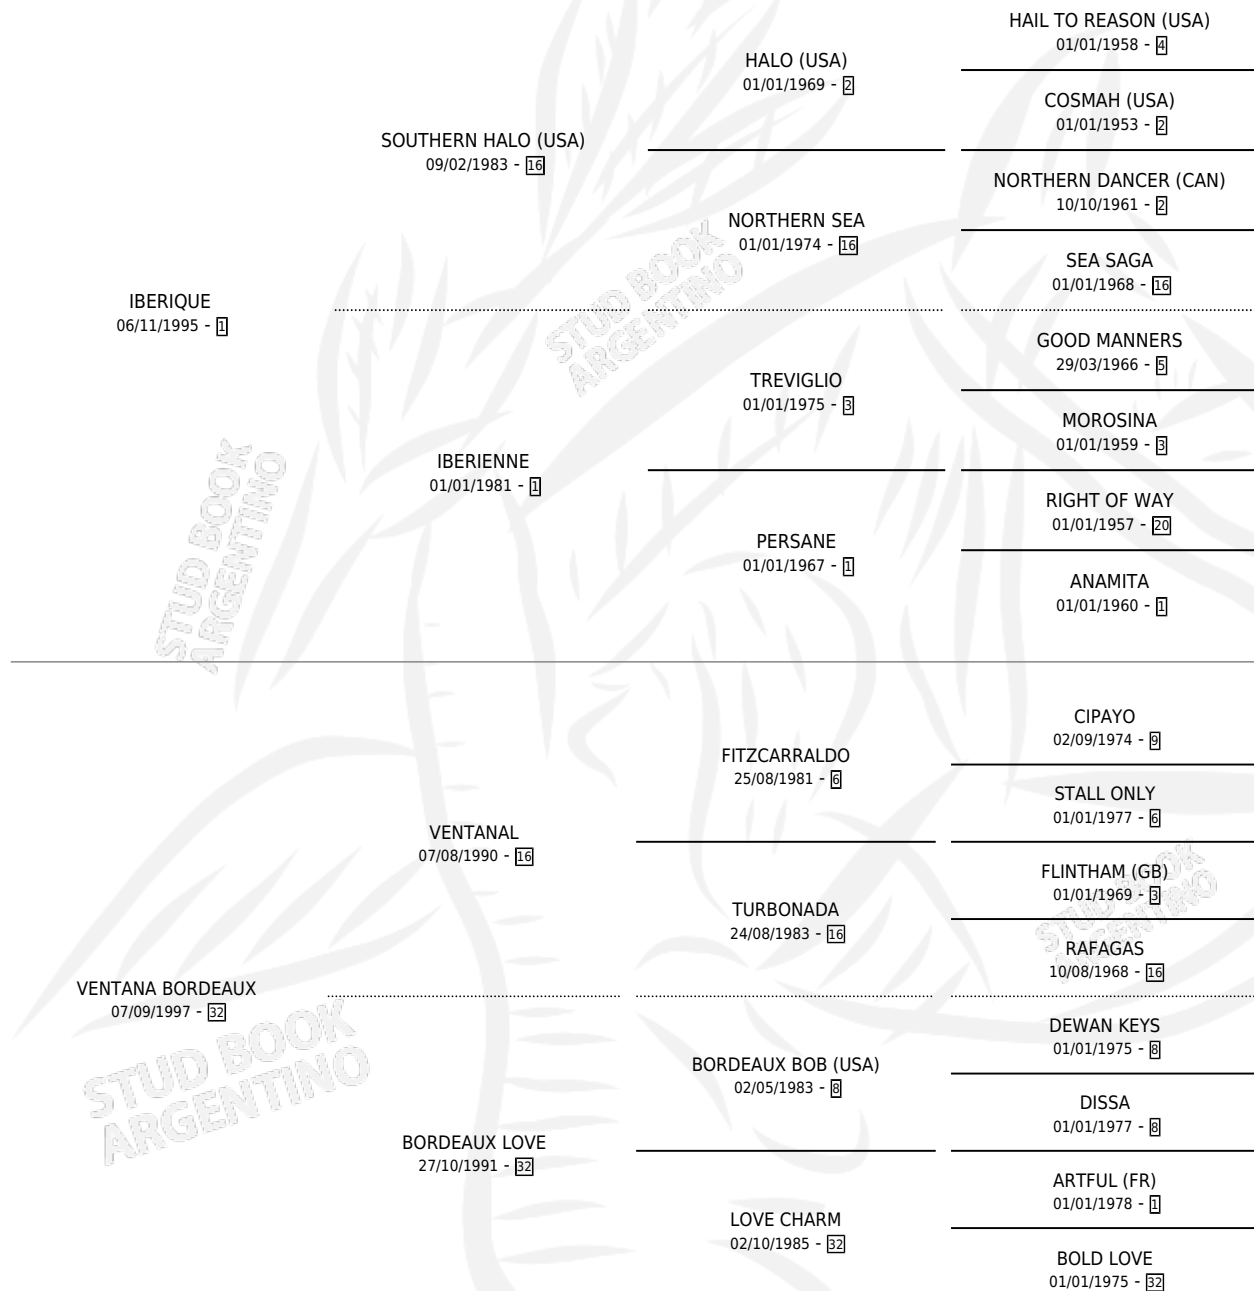 HAIL TO REASON (USA)
01/01/1958 - 4
HALO (USA)
01/01/1969 - 2
COSMAH (USA)
01/01/1953 - 2
SOUTHERN HALO (USA)
09/02/1983 - 16
NORTHERN DANCER (CAN)
10/10/1961 - 2
NORTHERN SEA
01/01/1974 - 16
SEA SAGA
01/01/1968 - 16
IBERIQUE
06/11/1995 - 1
GOOD MANNERS
29/03/1966 - 5
TREVIGLIO
01/01/1975 - 3
MOROSINA
01/01/1959 - 3
IBERIENNE
01/01/1981 - 1
RIGHT OF WAY
01/01/1957 - 20
PERSANE
01/01/1967 - 1
ANAMITA
01/01/1960 - 1
CIPAYO
02/09/1974 - 9
FITZCARRALDO
25/08/1981 - 6
STALL ONLY
01/01/1977 - 6
VENTANAL
07/08/1990 - 16
FLINTHAM (GB)
01/01/1969 - 3
TURBONADA
24/08/1983 - 16
RAFAGAS
10/08/1968 - 16
VENTANA BORDEAUX
07/09/1997 - 32
DEWAN KEYS
01/01/1975 - 8
BORDEAUX BOB (USA)
02/05/1983 - 8
DISSA
01/01/1977 - 8
BORDEAUX LOVE
27/10/1991 - 32
ARTFUL (FR)
01/01/1978 - 1
LOVE CHARM
02/10/1985 - 32
BOLD LOVE
01/01/1975 - 32
STUD BOOK
ARGENTINO
STUD BOOK
ARGENTINO
STUD BOOK
ARGENTINO
STUD BOOK
ARGENTINO